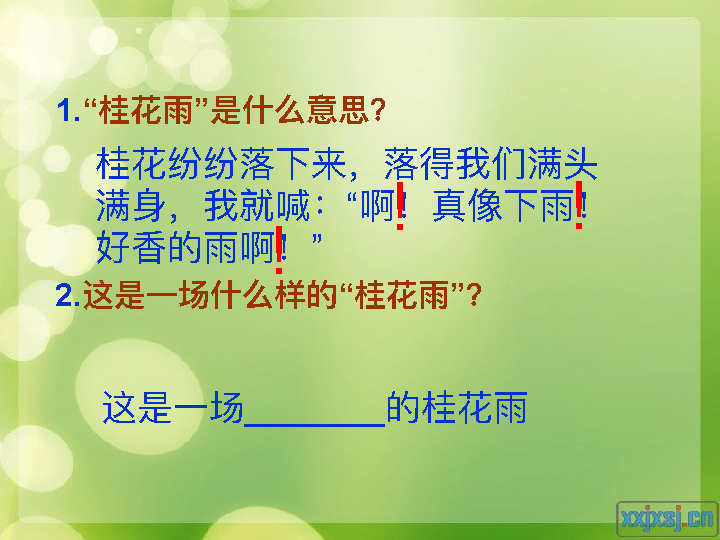 1.“桂花雨”是什么意思?
桂花纷纷落下来，落得我们满头
满身，我就喊：“啊！真像下雨！
好香的雨啊！”
2.这是一场什么样的“桂花雨”?
这是一场_______的桂花雨
xxjxsj.cn